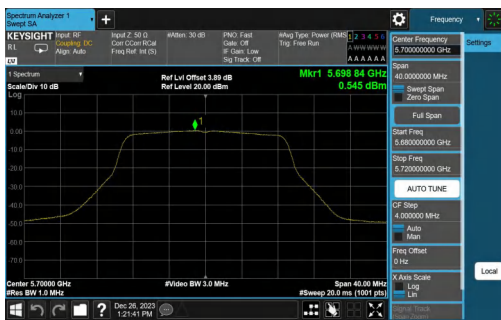 Spectrum Analyzer 1
Swept SA
Frequency
KEYSIGHT
Input: RF
Coupling: DC
Align: Auto
Input Z: 50 Ω
Corr CCorr RCal
Freq Ref: Int (S)
#Atten: 30 dB
PNO: Fast
Gate: Off
IF Gain: Low
Sig Track: Off
#Avg Type: Power (RMS
Trig: Free Run
1 2 3 4 5 6
A W W W W W
A A A A A A
RL
LV
1 Spectrum
Scale/Div 10 dB
Log
Ref Lvl Offset 3.89 dB
Ref Level 20.00 dBm
Mkr1 5.698 84 GHz
0.545 dBm
1
10.0
0.00
-10.0
-20.0
-30.0
-40.0
-50.0
-60.0
-70.0
Center 5.70000 GHz
#Res BW 1.0 MHz
#Video BW 3.0 MHz
Span 40.00 MHz
#Sweep 20.0 ms (1001 pts)
Dec 26, 2023
1:21:41 PM
Center Frequency
5.700000000 GHz
Settings
Span
40.0000000 MHz
Swept Span
Zero Span
Full Span
Start Freq
5.680000000 GHz
Stop Freq
5.720000000 GHz
AUTO TUNE
CF Step
4.000000 MHz
Auto
Man
Freq Offset
0 Hz
X Axis Scale
Log
Lin
Local
Signal Track